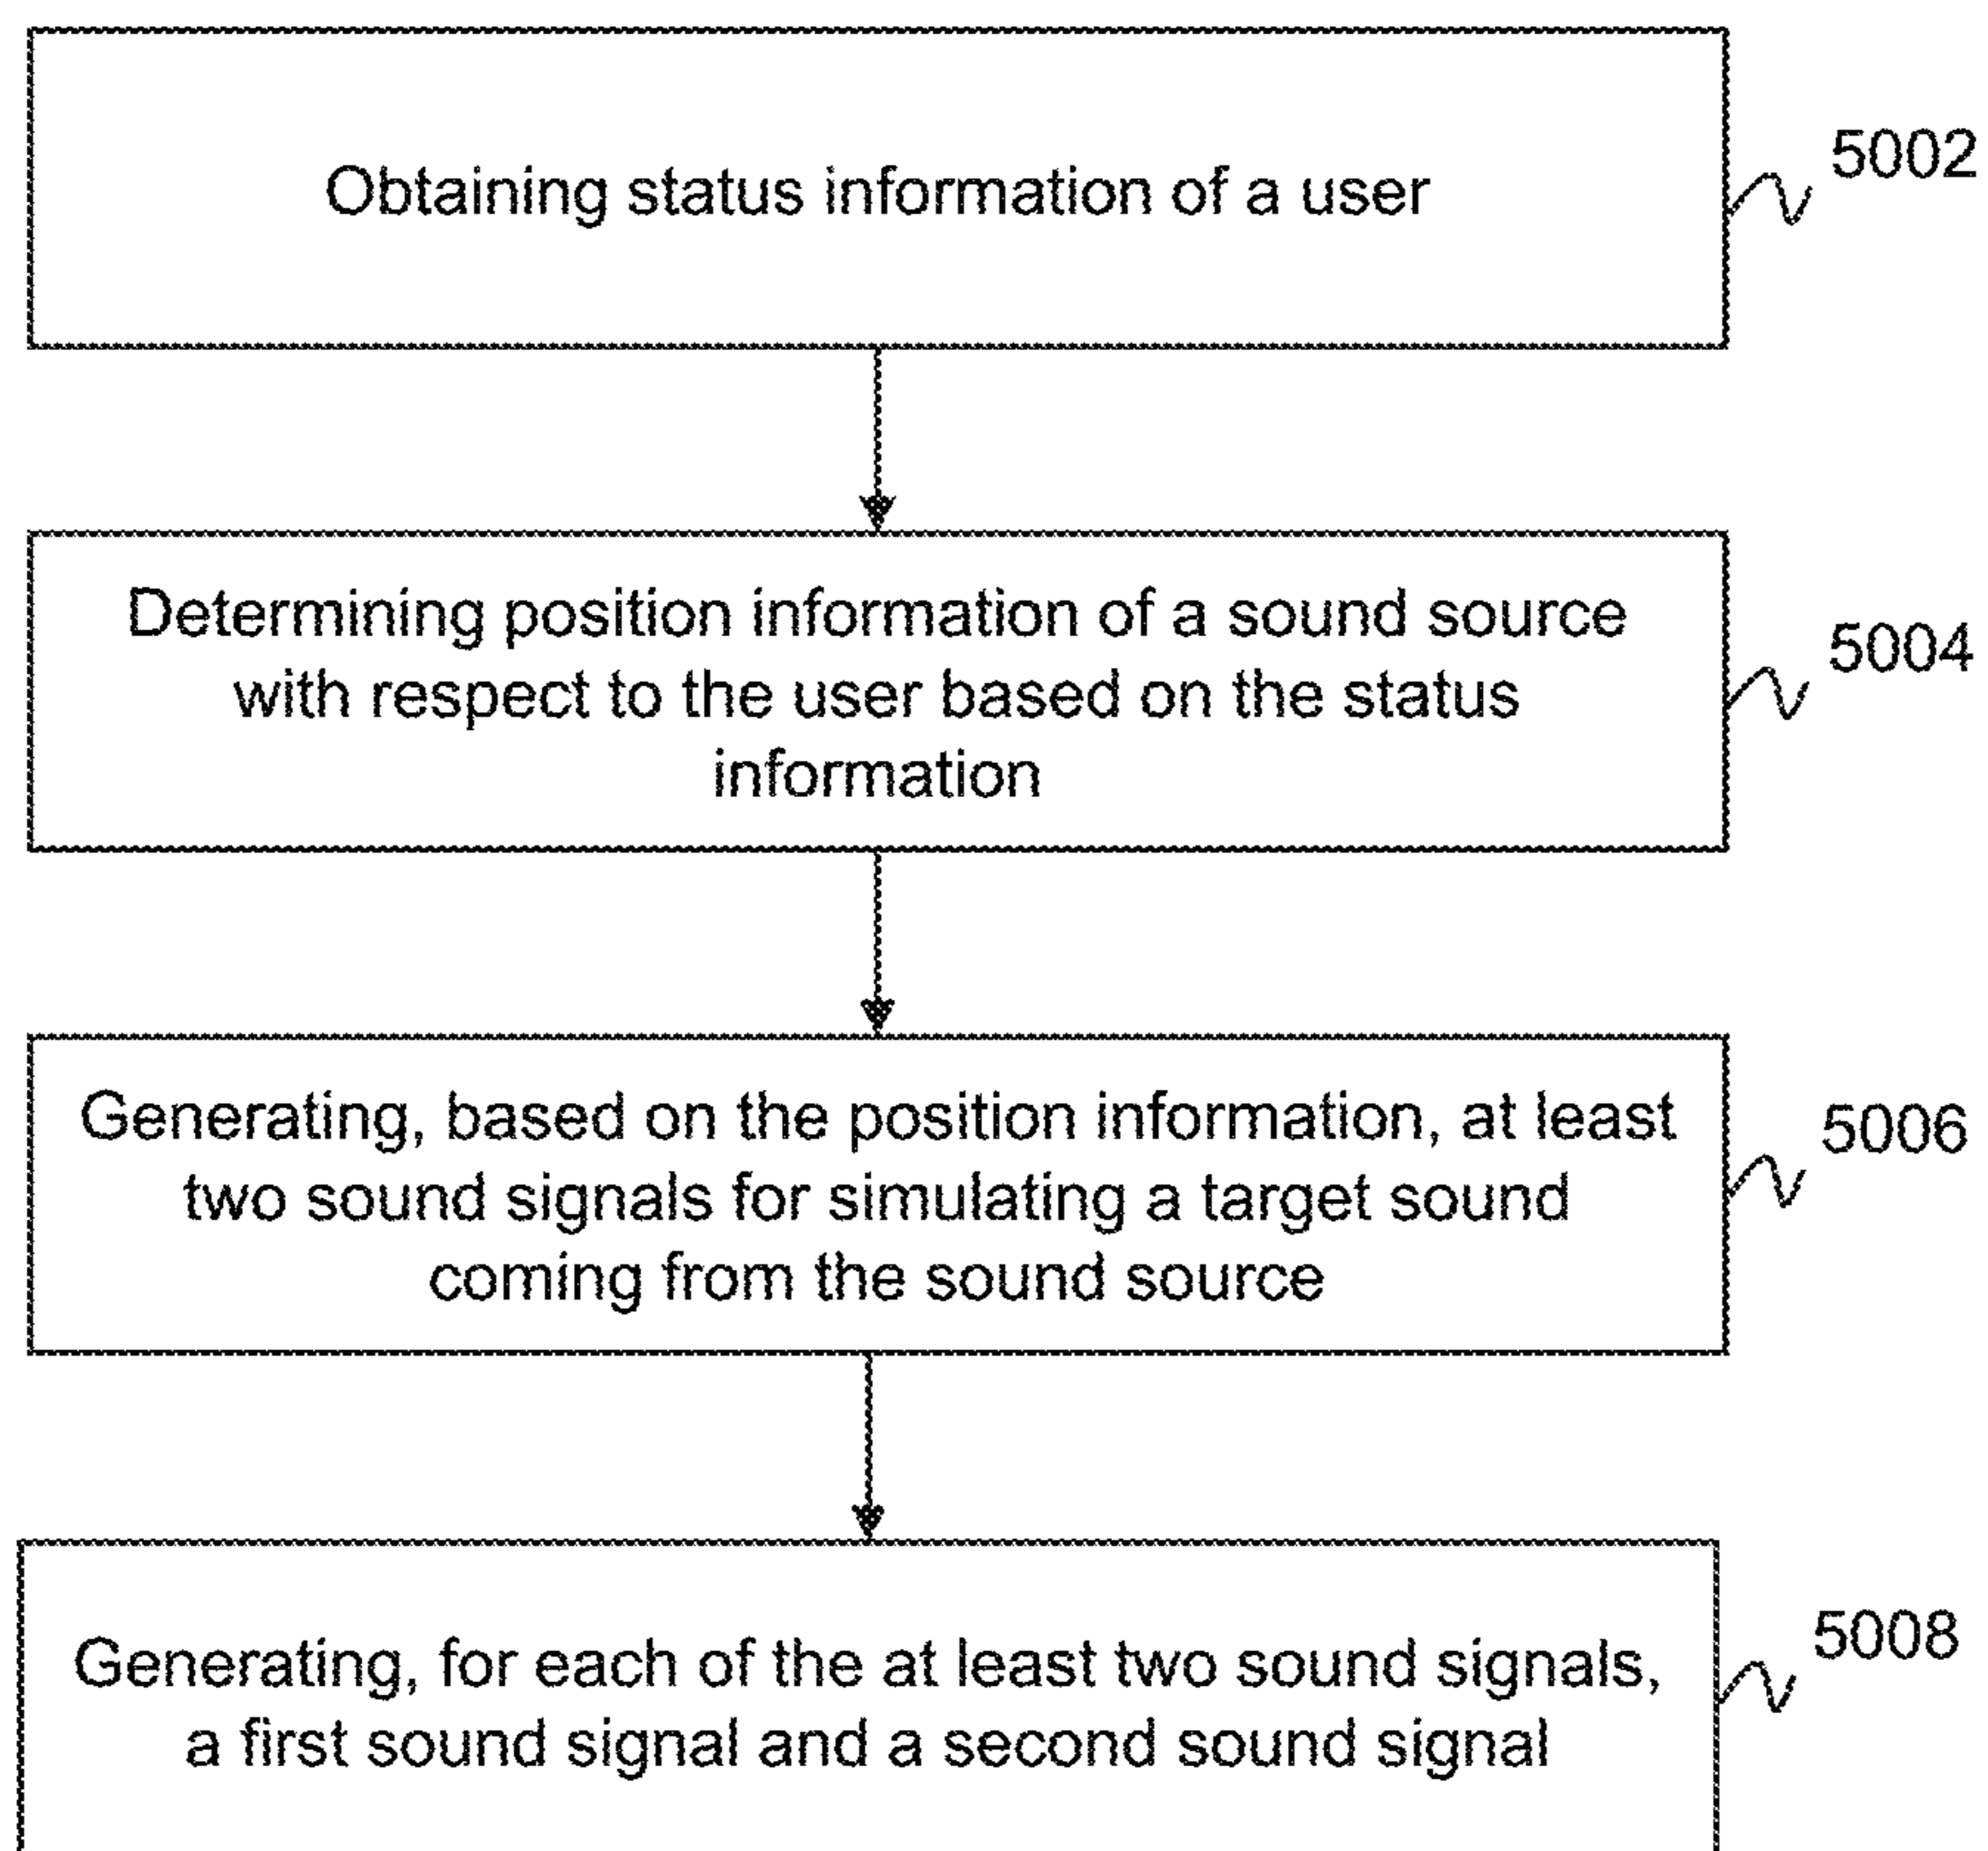 Obtaining status information of a user
5002
Determining position information of a sound source
with respect to the user based on the status
information
5004
Generating, based on the position information, at least
two sound signals for simulating a target sound
coming from the sound source
5006
Generating, for each of the at least two sound signals,
a first sound signal and a second sound signal
5008